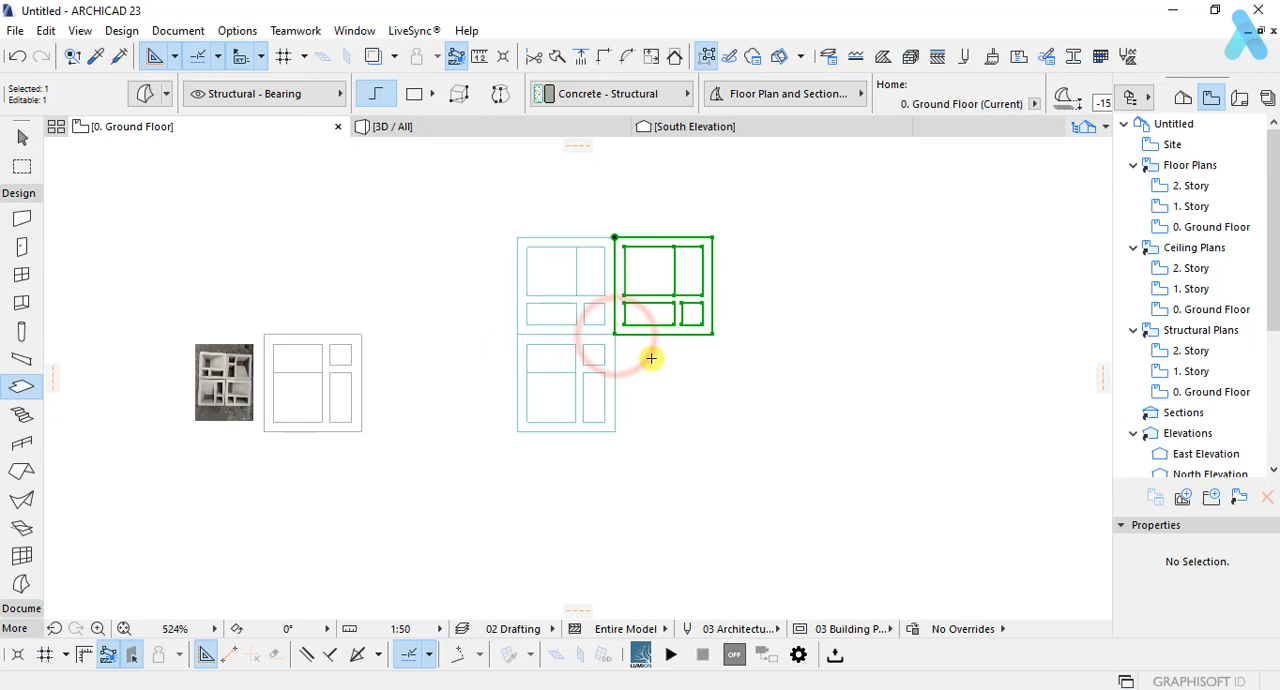 Untitled - ARCHICAD 23
File Edit View Design Document Options Teamwork Window LiveSync® Help
Selected: 1
Editable: 1
Structural - Bearing
Concrete - Structural
Floor Plan and Section...
Home:
0. Ground Floor (Current)
-15
[0. Ground Floor]
[3D / All]
[South Elevation]
Untitled
Site
Floor Plans
2. Story
1. Story
0. Ground Floor
Ceiling Plans
2. Story
1. Story
0. Ground Floor
Structural Plans
2. Story
1. Story
0. Ground Floor
Sections
Elevations
East Elevation
North Elevation
Properties
No Selection.
Design
Docume
More
524%
0°
1:50
02 Drafting
Entire Model
03 Architectu...
03 Building P...
No Overrides
LUMION
OFF
GRAPHISOFT ID